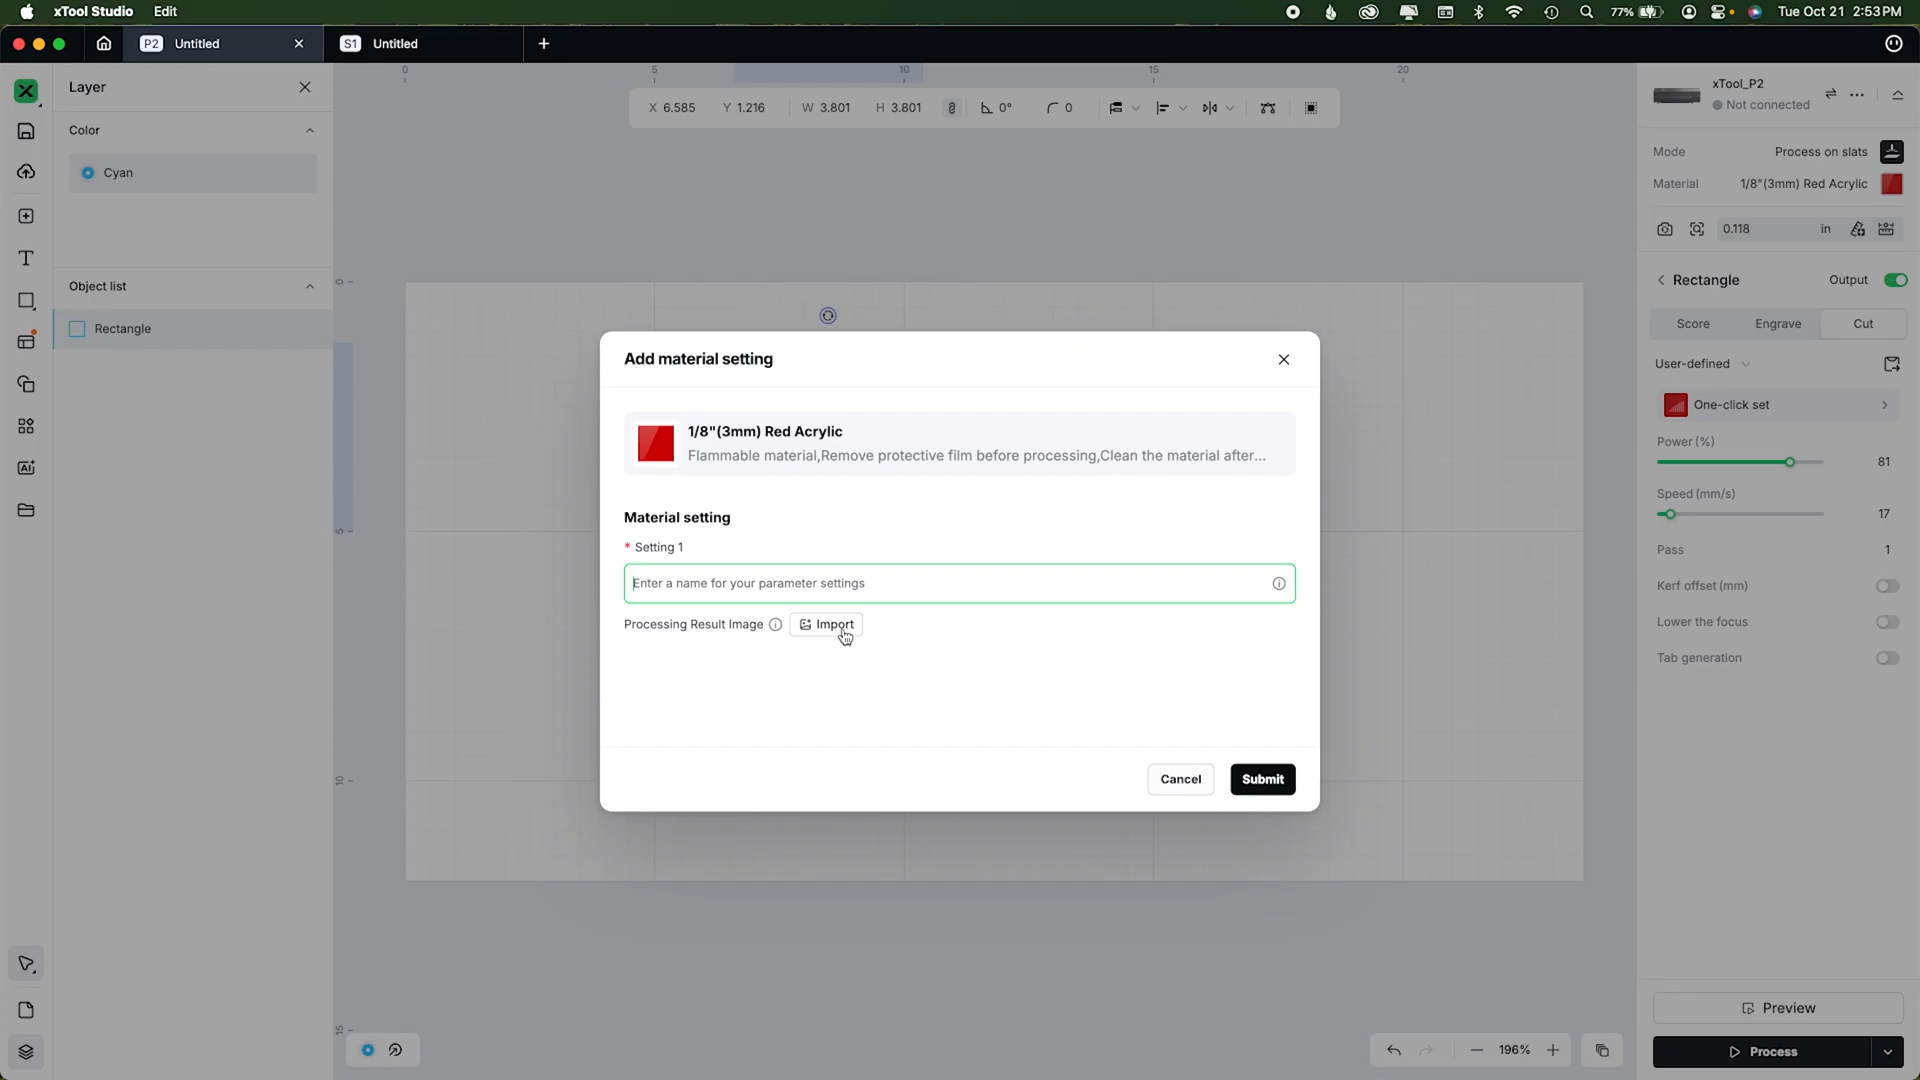 xTool Studio Edit 77% Tue Oct 21 2:53PM
P2 Untitled S1 Untitled
Layer
Color
Cyan
Object list
Rectangle
AI
0 5 10 15 20
X 6.585 Y 1.216 W 3.801 H 3.801 0° 0
0
5
10
15
Add material setting
1/8"(3mm) Red Acrylic
Flammable material,Remove protective film before processing,Clean the material after...
Material setting
* Setting 1
Enter a name for your parameter settings
Processing Result Image Import
Cancel Submit
196%
xTool_P2
Not connected
Mode Process on slats
Material 1/8"(3mm) Red Acrylic
0.118 in
Rectangle Output
Score Engrave Cut
User-defined
One-click set
Power (%)
81
Speed (mm/s)
17
Pass 1
Kerf offset (mm)
Lower the focus
Tab generation
Preview
Process